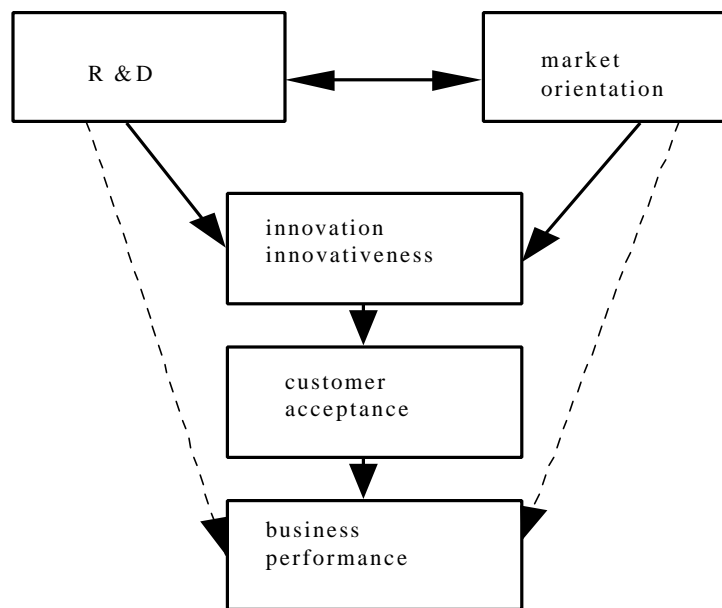 R &D
market
orientation
innovation
innovativeness
customer
acceptance
business
performance